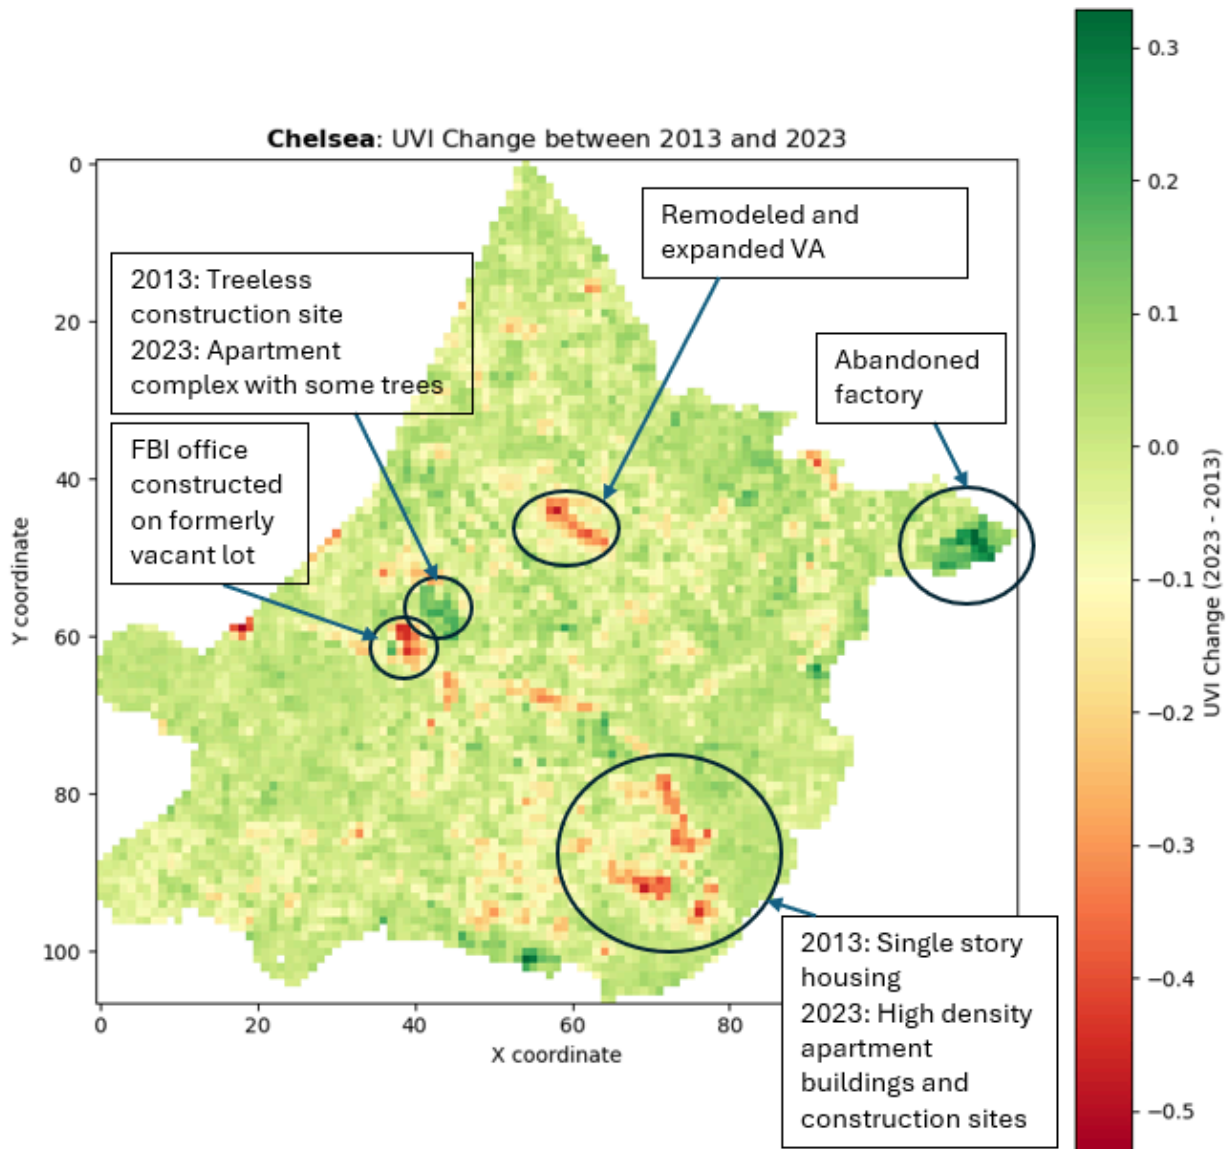 Chelsea: UVI Change between 2013 and 2023
0
20
40
60
80
100
Y coordinate
0
20
40
60
80
X coordinate
2013: Treeless
construction site
2023: Apartment
complex with some trees
FBI office
constructed
on formerly
vacant lot
Remodeled and
expanded VA
Abandoned
factory
2013: Single story
housing
2023: High density
apartment
buildings and
construction sites
0.3
0.2
0.1
0.0
−0.1
−0.2
−0.3
−0.4
−0.5
UVI Change (2023 - 2013)